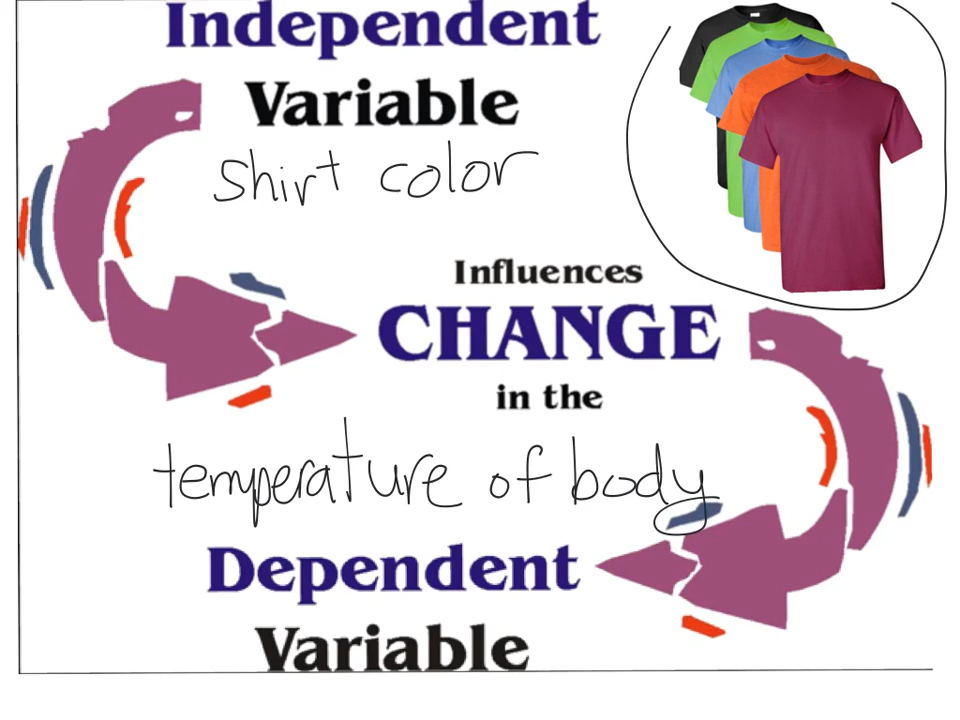 Independent
Variable
shirt color
Influences
CHANGE
in the
temperature of body
Dependent
Variable